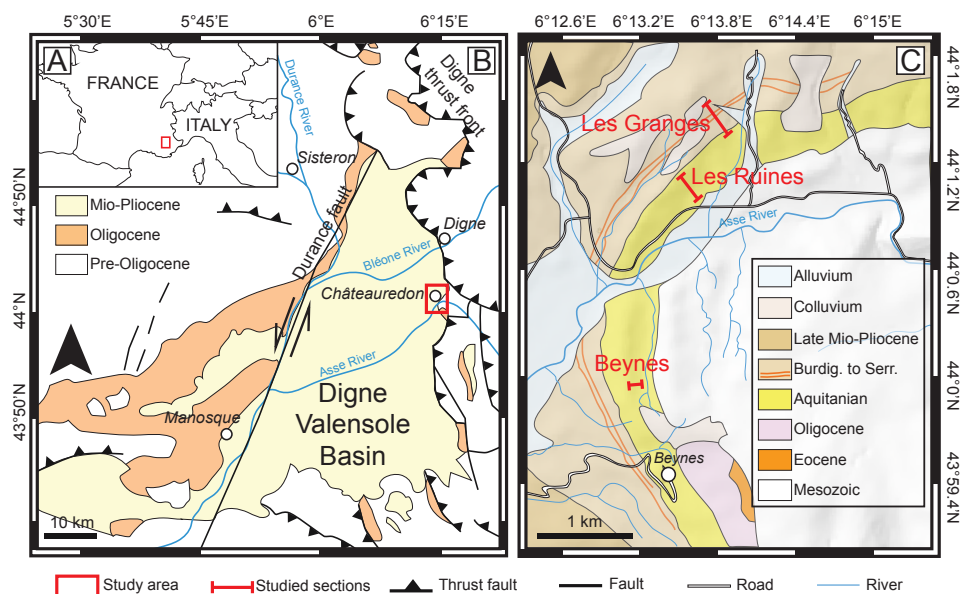 5°30'E 5°45'E 6°E 6°15'E
6°12.6'E 6°13.2'E 6°13.8'E 6°14.4'E 6°15'E
A
FRANCE
ITALY
B
Durance River
Digne
thrust front
Sisteron
Mio-Pliocene
Oligocene
Pre-Oligocene
Durance fault
Digne
Bléone River
Châteauredon
Asse River
Manosque
Digne
Valensole
Basin
10 km
44°50'N
44°N
43°50'N
C
Les Granges
Les Ruines
Asse River
Beynes
Beynes
1 km
Alluvium
Colluvium
Late Mio-Pliocene
Burdig. to Serr.
Aquitanian
Oligocene
Eocene
Mesozoic
44°1.8'N
44°1.2'N
44°0.6'N
44°0'N
43°59.4'N
Study area Studied sections Thrust fault Fault Road River